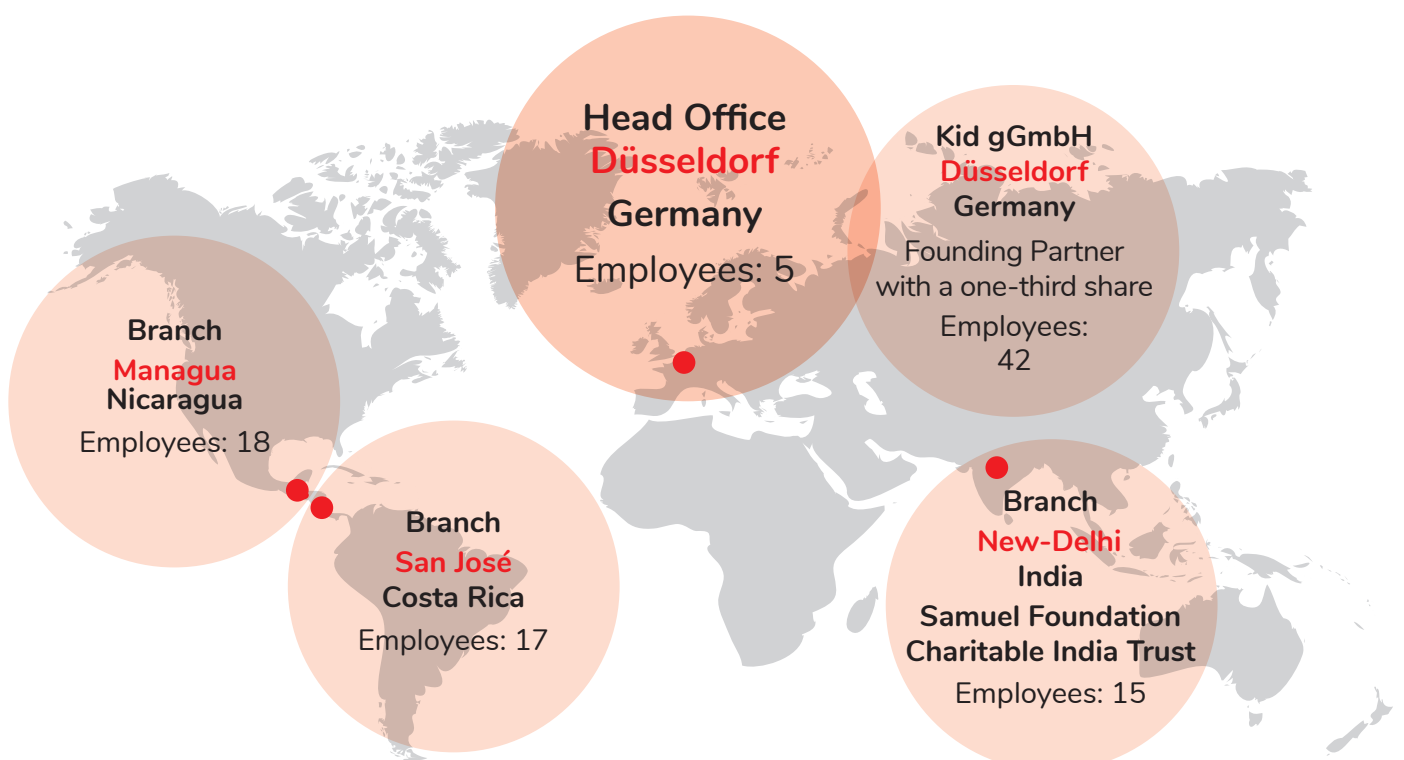 Head Office
Düsseldorf
Germany
Employees: 5
Kid gGmbH
Düsseldorf
Germany
Founding Partner
with a one-third share
Employees:
42
Branch
Managua
Nicaragua
Employees: 18
Branch
San José
Costa Rica
Employees: 17
Branch
New-Delhi
India
Samuel Foundation
Charitable India Trust
Employees: 15